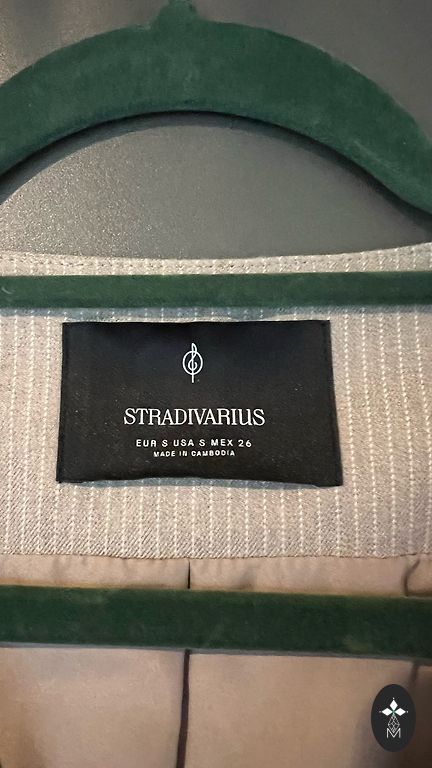 STRADIVARIUS
EUR S USA S MEX 26
MADE IN CAMBODIA
M